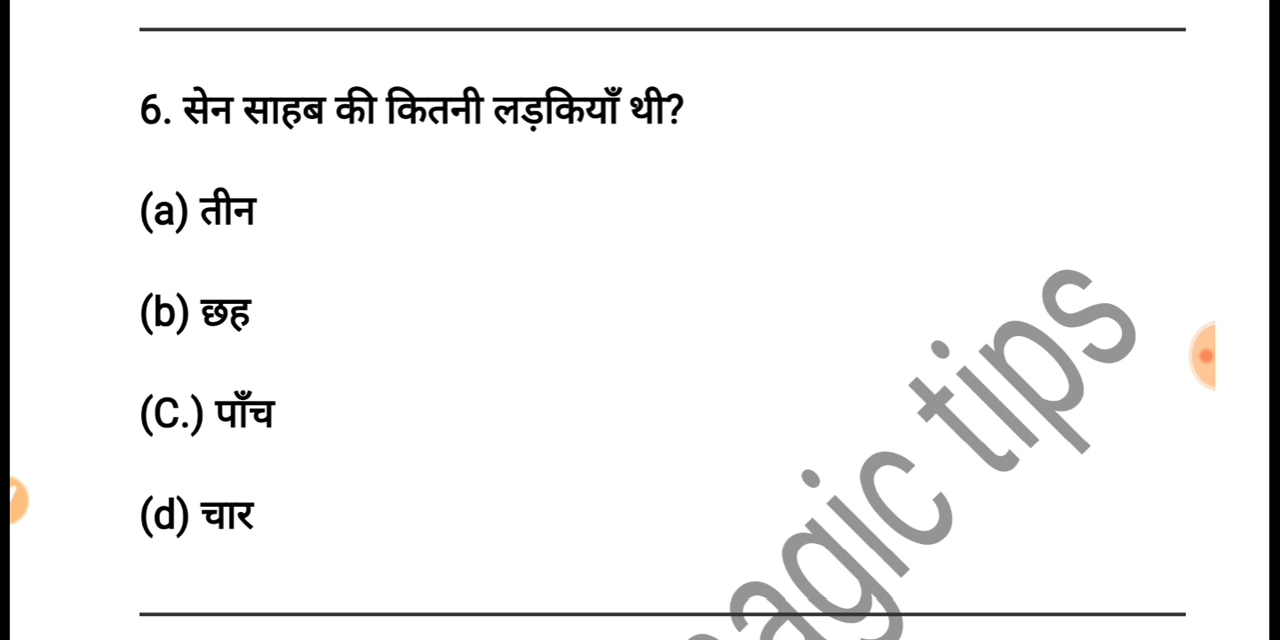 6. सेन साहब की कितनी लड़कियाँ थी?
(a) तीन
(b) छह
(C.) पाँच
(d) चार
agic tips